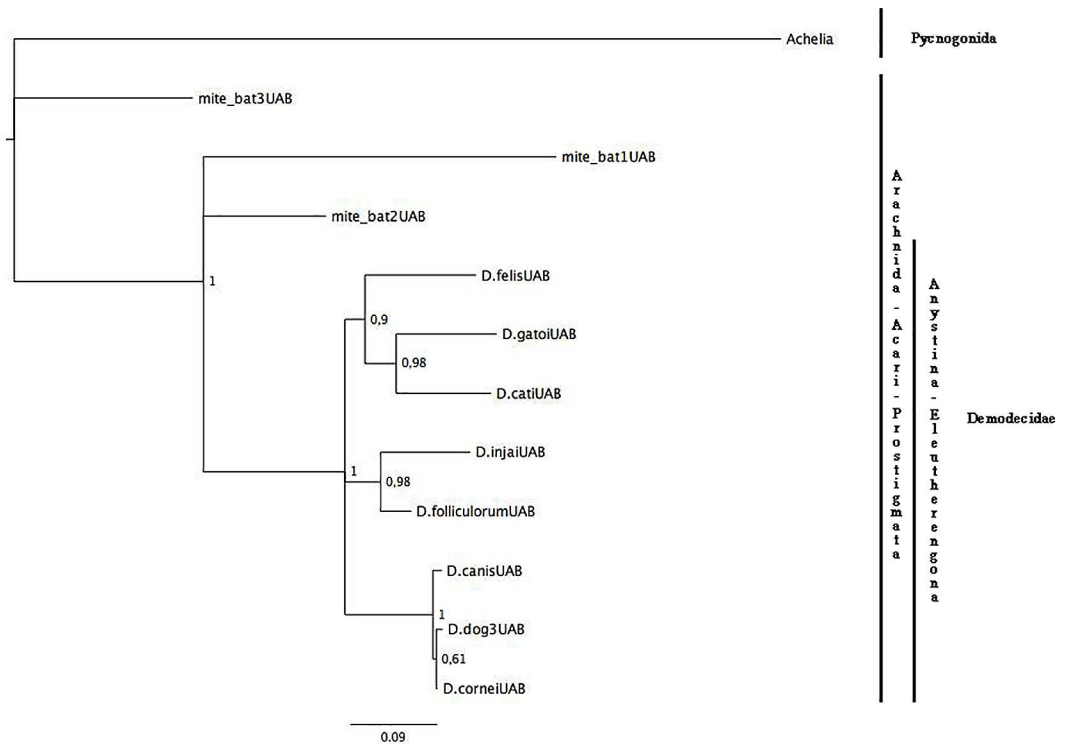 Achelia
Pycnogonida
mite_bat3UAB
mite_bat1UAB
mite_bat2UAB
D.felisUAB
1
0,9
D.gatoiUAB
0,98
D.catiUAB
D.injaiUAB
1
0,98
D.folliculorumUAB
D.canisUAB
1
D.dog3UAB
0,61
D.corneiUAB
0.09
Arachnida-Acari-Prostigmata
Anystina-Eleutherengona
Demodecidae